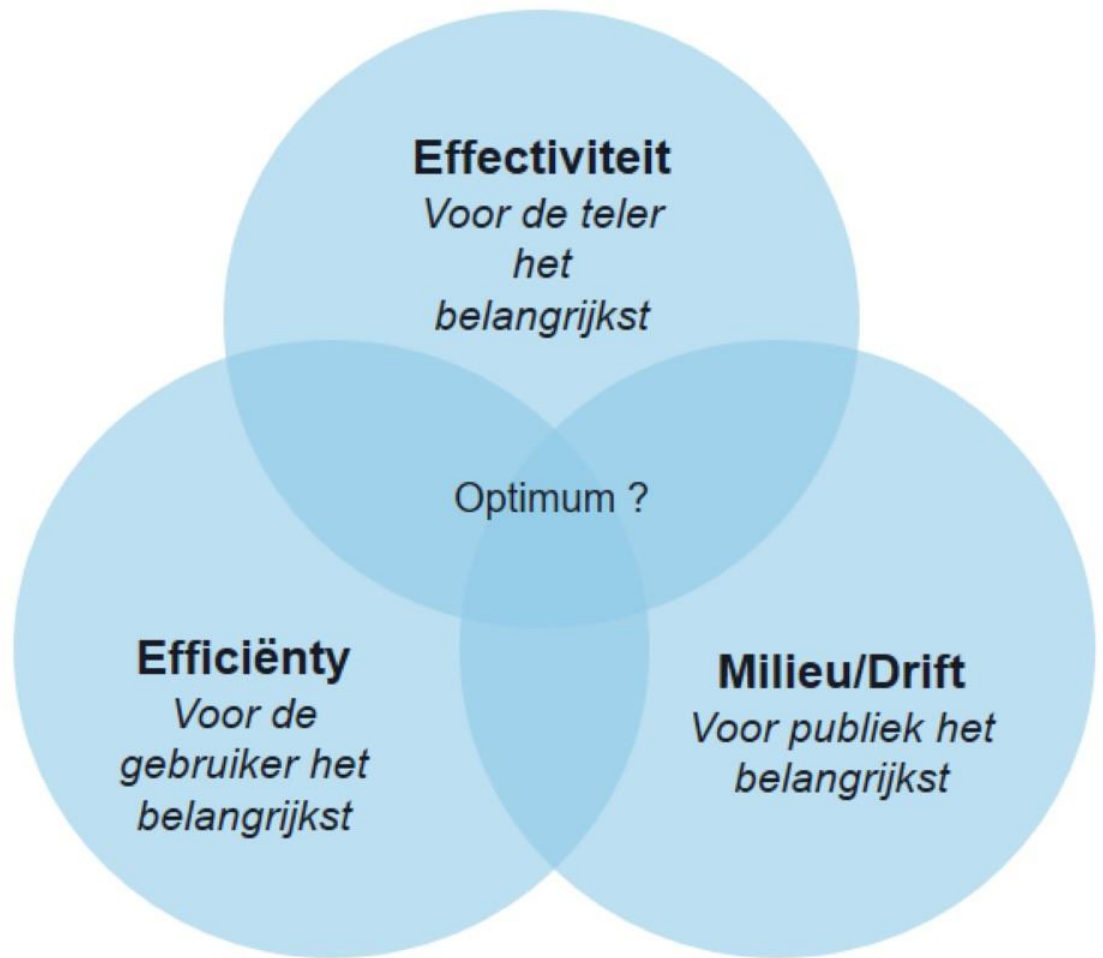 Effectiviteit
Voor de teler
het
belangrijkst
Optimum ?
Efficiënty
Voor de
gebruiker het
belangrijkst
Milieu/Drift
Voor publiek het
belangrijkst